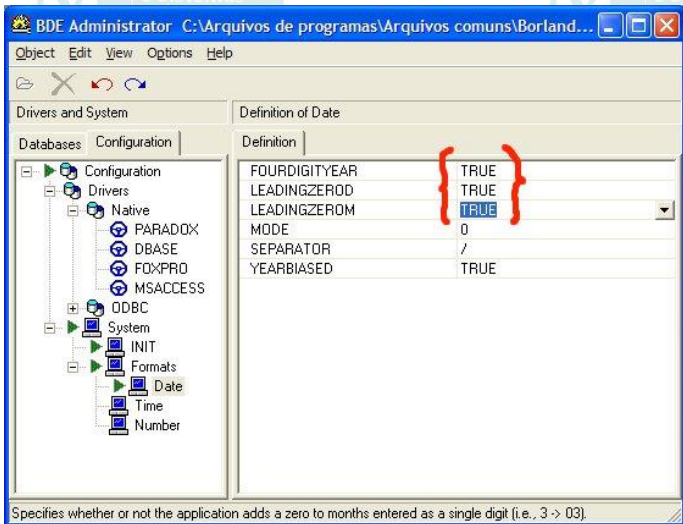 BDE Administrator C:\Arquivos de programas\Arquivos comuns\Borland...
Object Edit View Options Help
Drivers and System
Definition of Date
Databases Configuration
Definition
Configuration
Drivers
Native
PARADOX
DBASE
FOXPRO
MSACCESS
ODBC
System
INIT
Formats
Date
Time
Number
FOURDIGITYEAR TRUE
LEADINGZEROD TRUE
LEADINGZEROM TRUE
MODE 0
SEPARATOR /
YEARBIASED TRUE
Specifies whether or not the application adds a zero to months entered as a single digit (i.e., 3 -> 03).